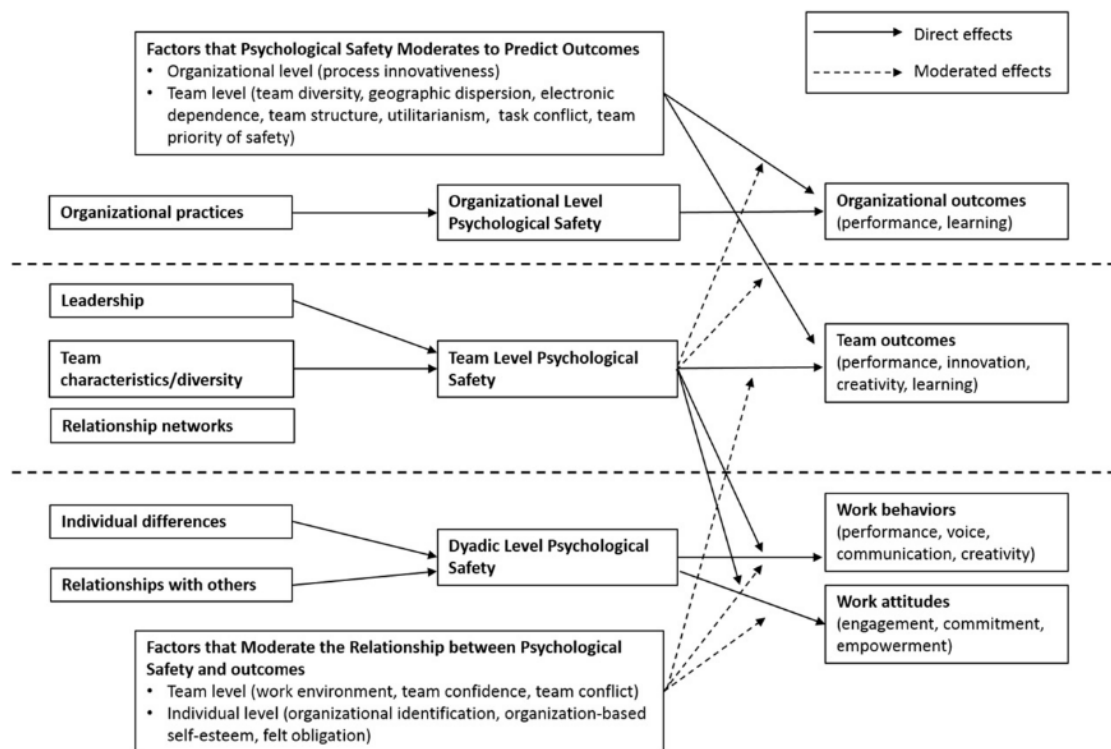 Factors that Psychological Safety Moderates to Predict Outcomes
• Organizational level (process innovativeness)
• Team level (team diversity, geographic dispersion, electronic
dependence, team structure, utilitarianism, task conflict, team
priority of safety)
Direct effects
Moderated effects
Organizational practices
Organizational Level
Psychological Safety
Organizational outcomes
(performance, learning)
Leadership
Team
characteristics/diversity
Relationship networks
Team Level Psychological
Safety
Team outcomes
(performance, innovation,
creativity, learning)
Individual differences
Relationships with others
Dyadic Level Psychological
Safety
Work behaviors
(performance, voice,
communication, creativity)
Work attitudes
(engagement, commitment,
empowerment)
Factors that Moderate the Relationship between Psychological
Safety and outcomes
• Team level (work environment, team confidence, team conflict)
• Individual level (organizational identification, organization-based
self-esteem, felt obligation)